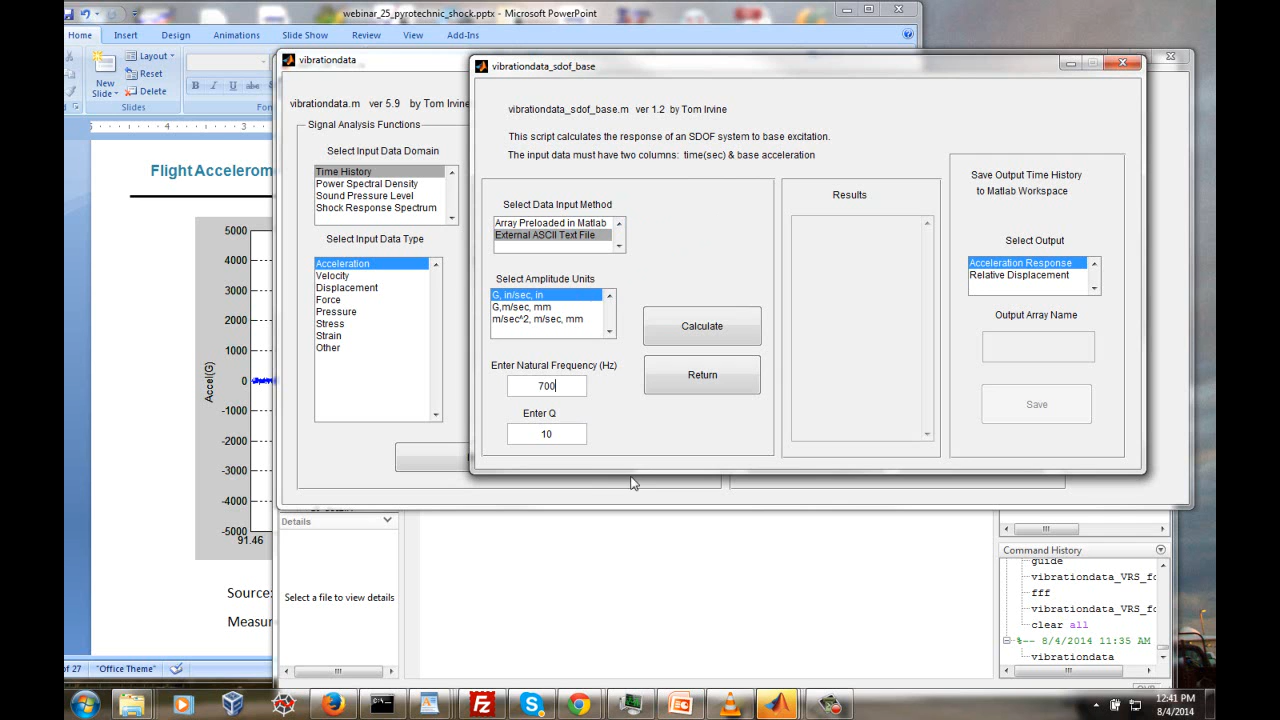 webinar_25_pyrotechnic_shock.pptx - Microsoft PowerPoint
Home Insert Design Animations Slide Show Review View Add-Ins
Layout
Reset
New
Slide
Delete
B I U abc
Slides
Flight Accelerom
5000
4000
3000
2000
1000
0
-1000
-2000
-3000
-4000
-5000
91.46
Accel(G)
Source:
Measur
of 27 "Office Theme"
vibrationdata
vibrationdata.m ver 5.9 by Tom Irvine
Signal Analysis Functions
Select Input Data Domain
Time History
Power Spectral Density
Sound Pressure Level
Shock Response Spectrum
Select Input Data Type
Acceleration
Velocity
Displacement
Force
Pressure
Stress
Strain
Other
vibrationdata_sdof_base
vibrationdata_sdof_base.m ver 1.2 by Tom Irvine
This script calculates the response of an SDOF system to base excitation.
The input data must have two columns: time(sec) & base acceleration
Select Data Input Method
Array Preloaded in Matlab
External ASCII Text File
Select Amplitude Units
G, in/sec, in
G,m/sec, mm
m/sec^2, m/sec, mm
Enter Natural Frequency (Hz)
700
Enter Q
10
Calculate
Return
Results
Save Output Time History
to Matlab Workspace
Select Output
Acceleration Response
Relative Displacement
Output Array Name
Save
Details
Select a file to view details
Command History
guide
vibrationdata_VRS_fo
fff
vibrationdata_VRS_fo
clear all
%-- 8/4/2014 11:35 AM
vibrationdata
12:41 PM
8/4/2014